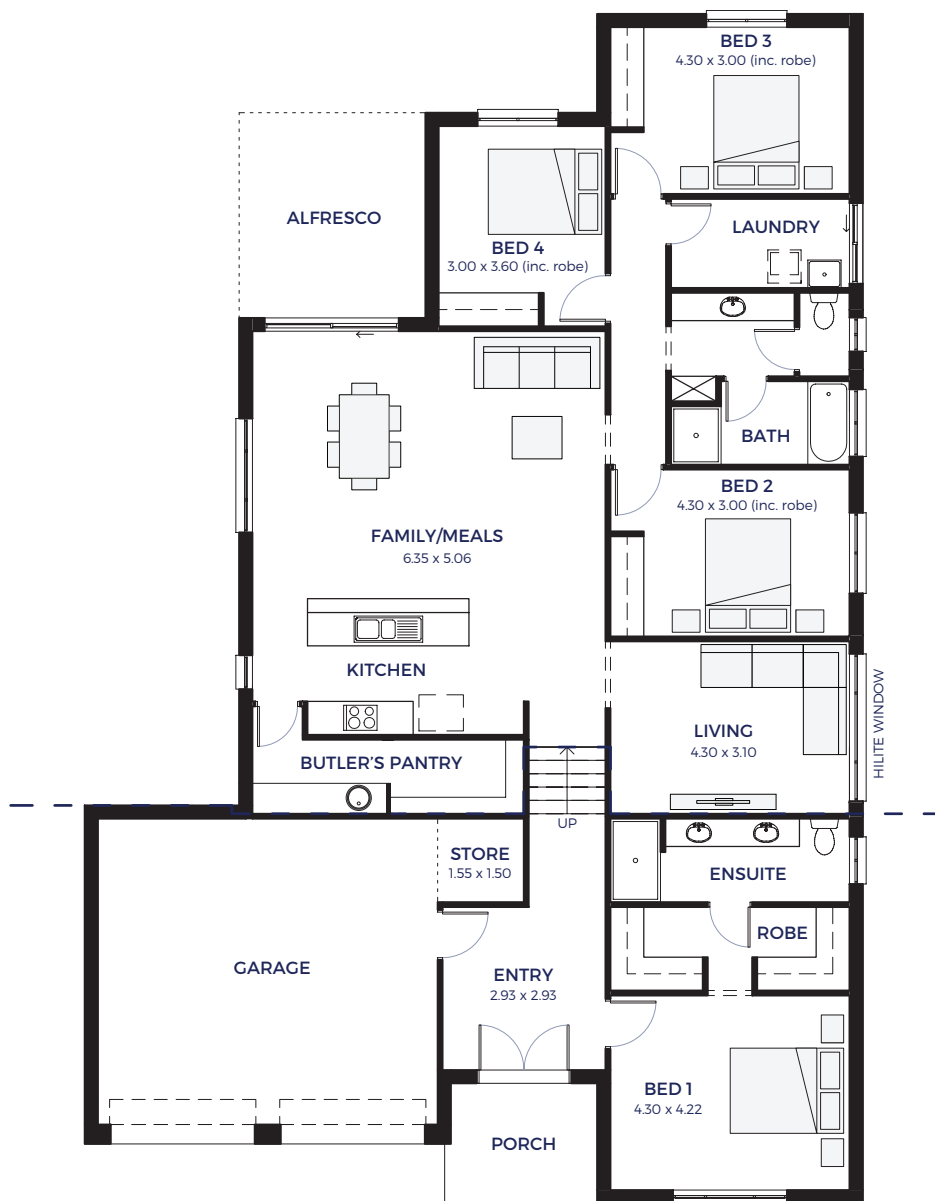 BED 3
4.30 x 3.00 (inc. robe)
ALFRESCO
LAUNDRY
BED 4
3.00 x 3.60 (inc. robe)
BATH
BED 2
4.30 x 3.00 (inc. robe)
FAMILY/MEALS
6.35 x 5.06
KITCHEN
LIVING
4.30 x 3.10
HILITE WINDOW
BUTLER'S PANTRY
UP
STORE
1.55 x 1.50
ENSUITE
ROBE
GARAGE
ENTRY
2.93 x 2.93
BED 1
4.30 x 4.22
PORCH